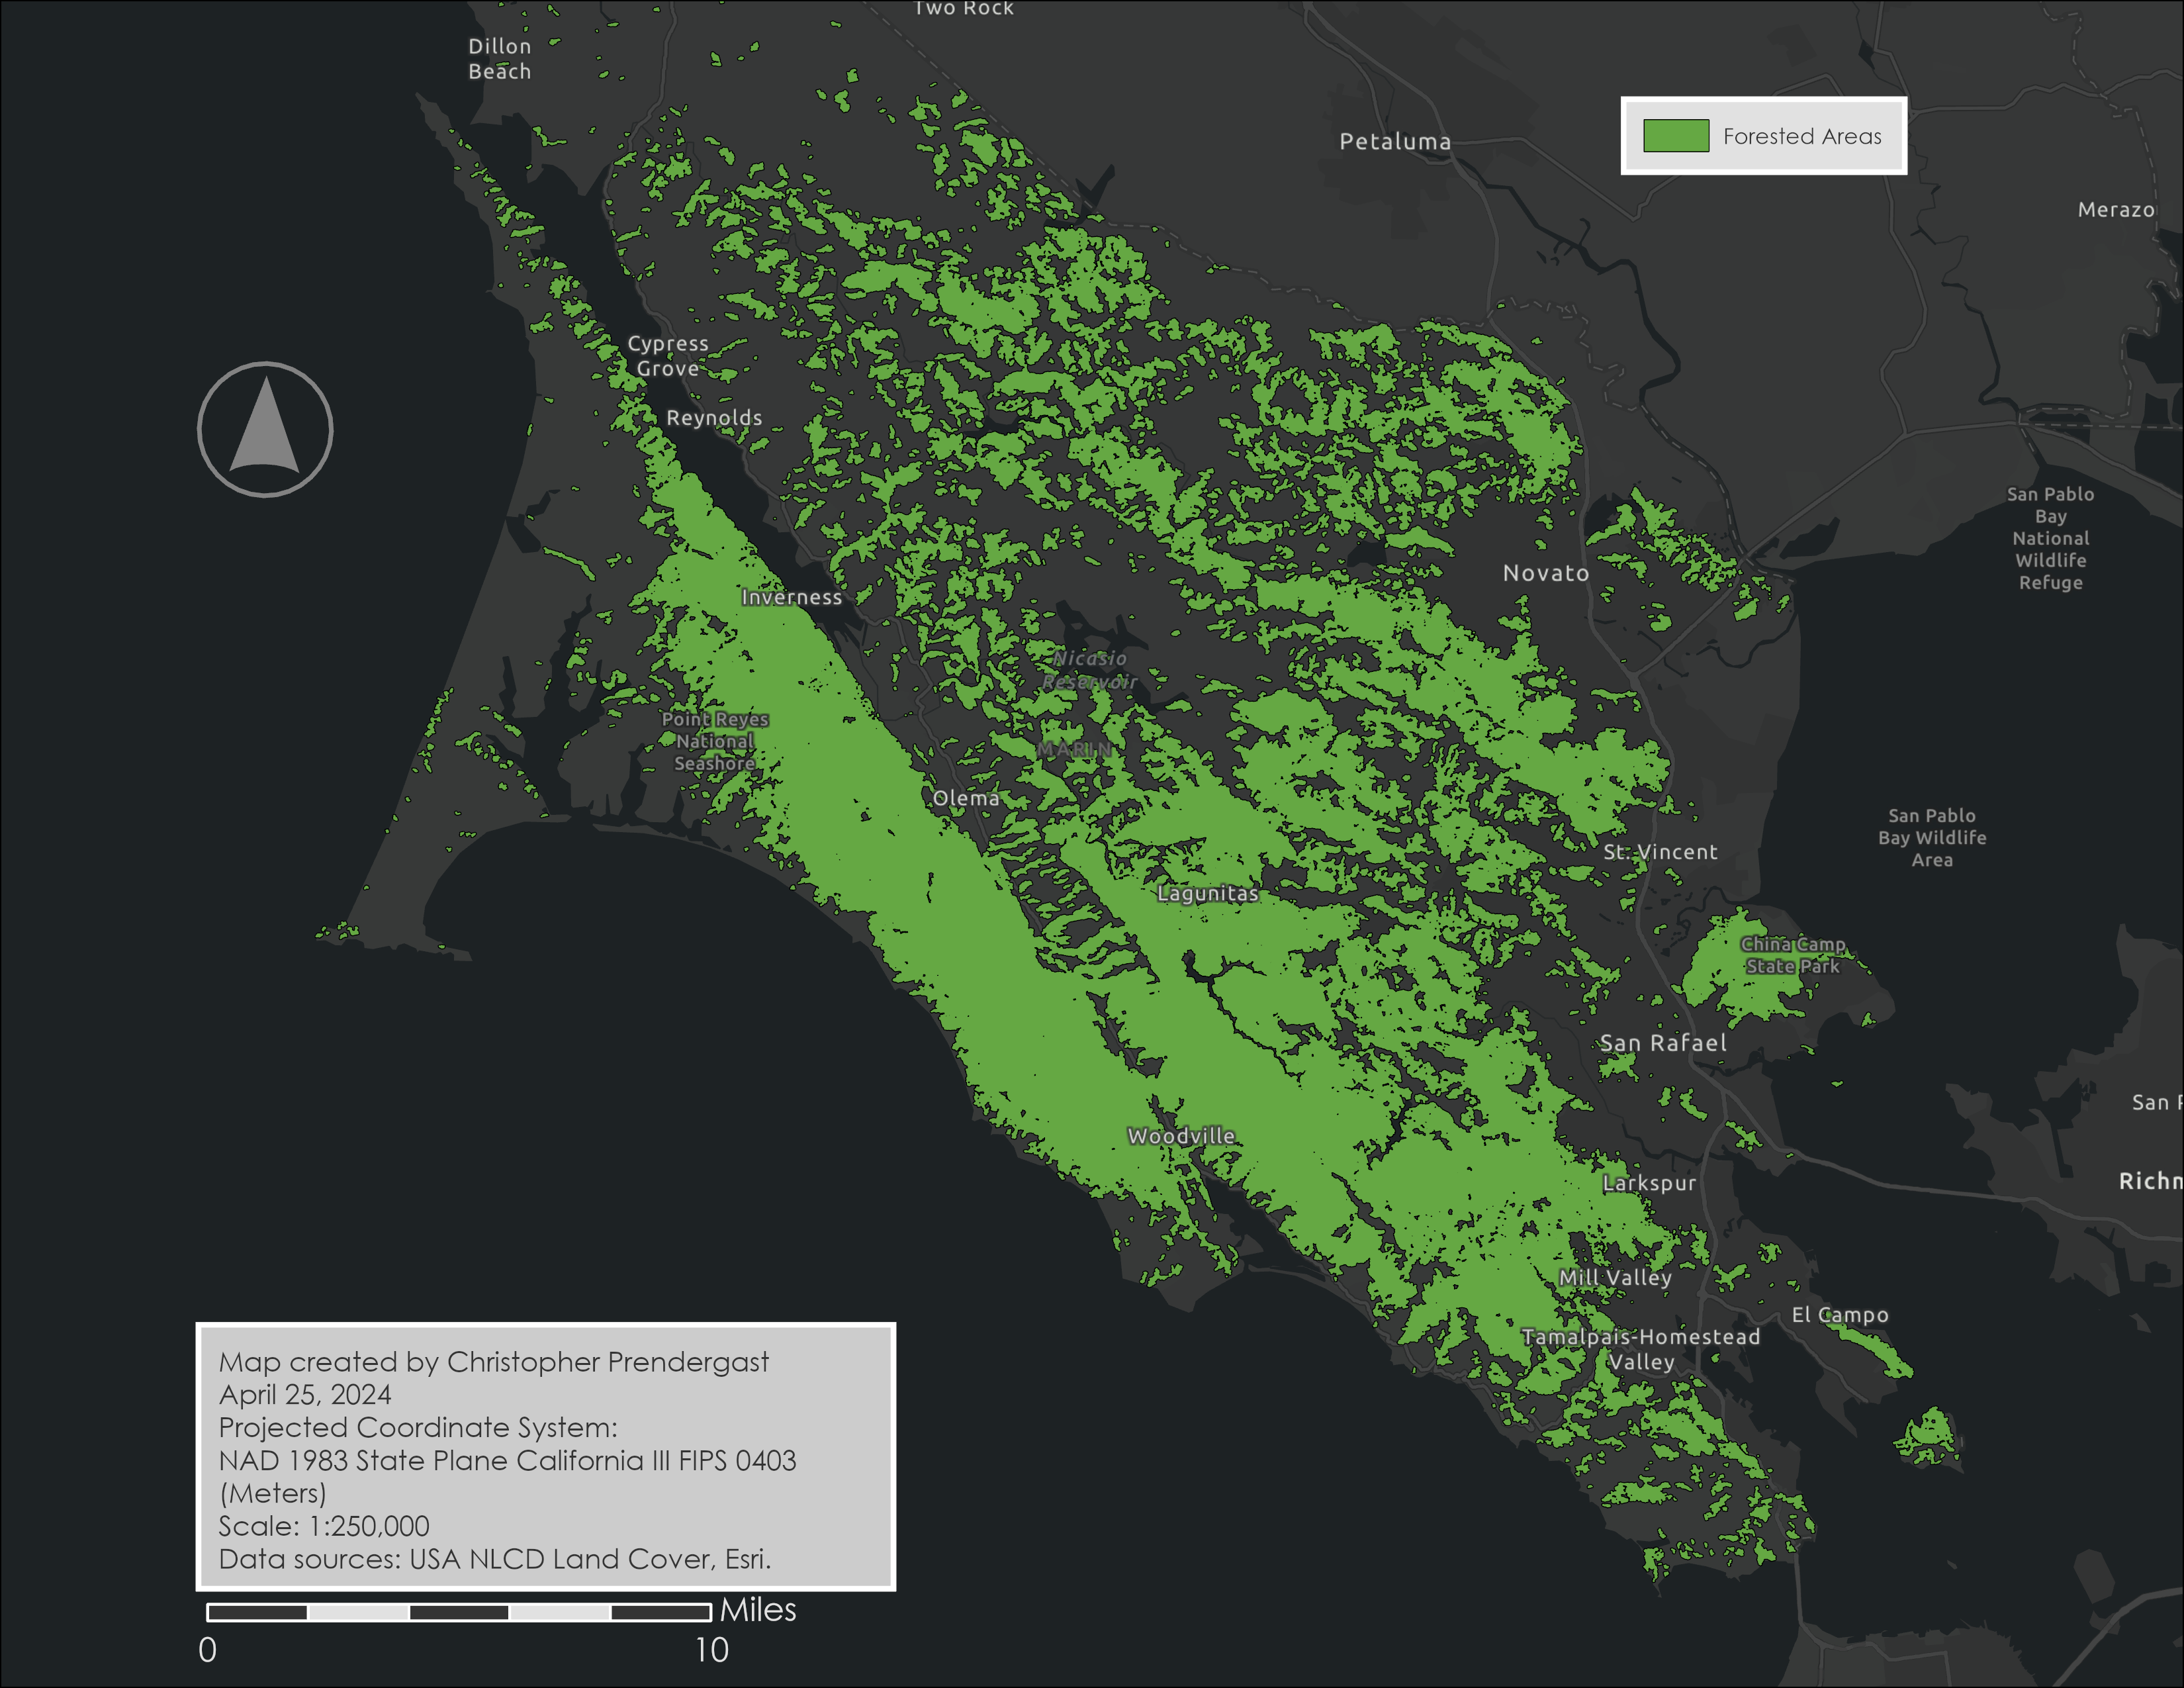 Two Rock
Dillon
Beach
Petaluma
Forested Areas
Merazo
Cypress
Grove
Reynolds
San Pablo
Bay
National
Wildlife
Refuge
Novato
Inverness
Nicasio
Reservoir
Point Reyes
National
Seashore
MARIN
Olema
San Pablo
Bay Wildlife
Area
St. Vincent
Lagunitas
China Camp
State Park
San Rafael
San
Woodville
Larkspur
Richm
Mill Valley
El Campo
Tamalpais-Homestead
Valley
Map created by Christopher Prendergast
April 25, 2024
Projected Coordinate System:
NAD 1983 State Plane California III FIPS 0403
(Meters)
Scale: 1:250,000
Data sources: USA NLCD Land Cover, Esri.
Miles
0 10